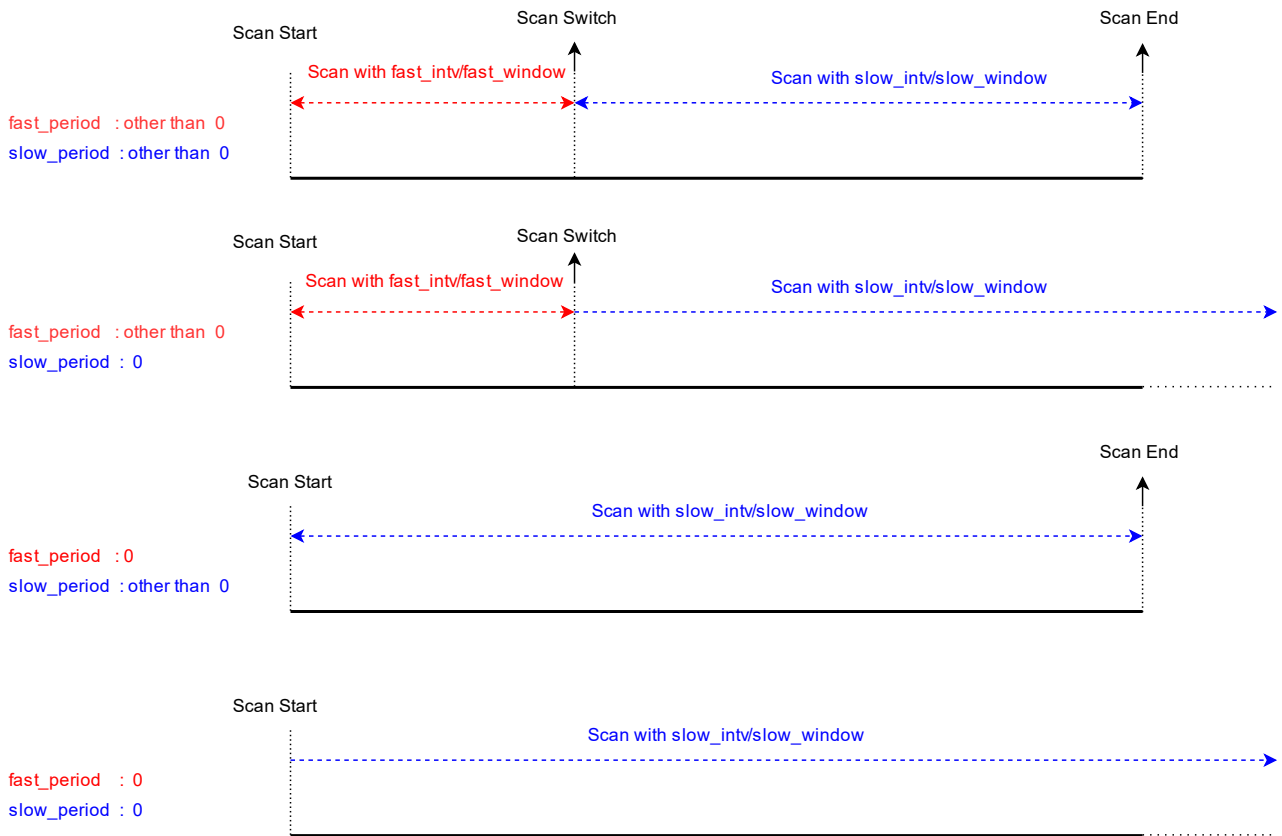 Scan Start
Scan Switch
Scan End
Scan with fast_intv/fast_window
Scan with slow_intv/slow_window
fast_period : other than 0
slow_period : other than 0
Scan Start
Scan Switch
Scan with fast_intv/fast_window
Scan with slow_intv/slow_window
fast_period : other than 0
slow_period : 0
Scan Start
Scan End
Scan with slow_intv/slow_window
fast_period : 0
slow_period : other than 0
Scan Start
Scan with slow_intv/slow_window
fast_period : 0
slow_period : 0